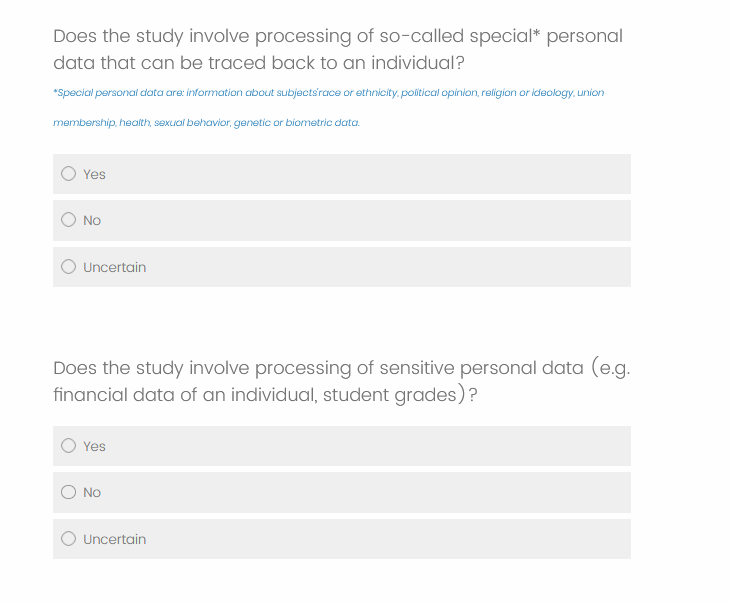 Does the study involve processing of so-called special* personal
data that can be traced back to an individual?
*Special personal data are: information about subjects'race or ethnicity, political opinion, religion or ideology, union
membership, health, sexual behavior, genetic or biometric data.
Yes
No
Uncertain
Does the study involve processing of sensitive personal data (e.g.
financial data of an individual, student grades)?
Yes
No
Uncertain